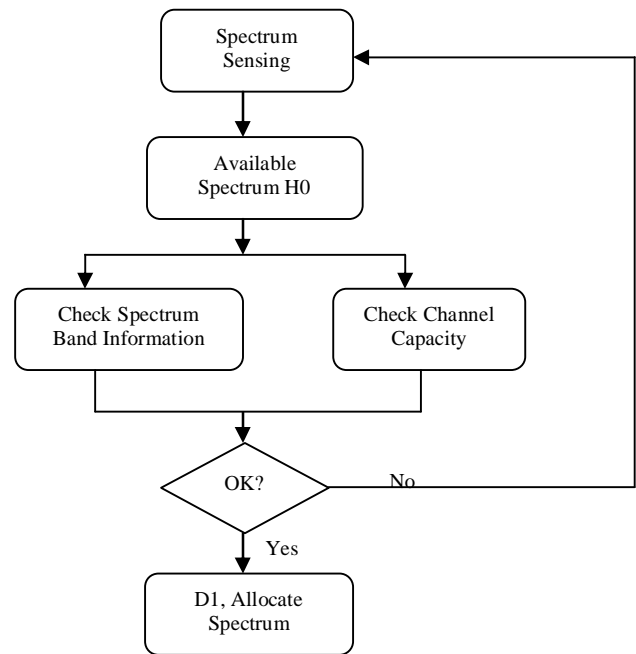 Spectrum
Sensing
Available
Spectrum H0
Check Spectrum
Band Information
Check Channel
Capacity
OK?
No
Yes
D1, Allocate
Spectrum